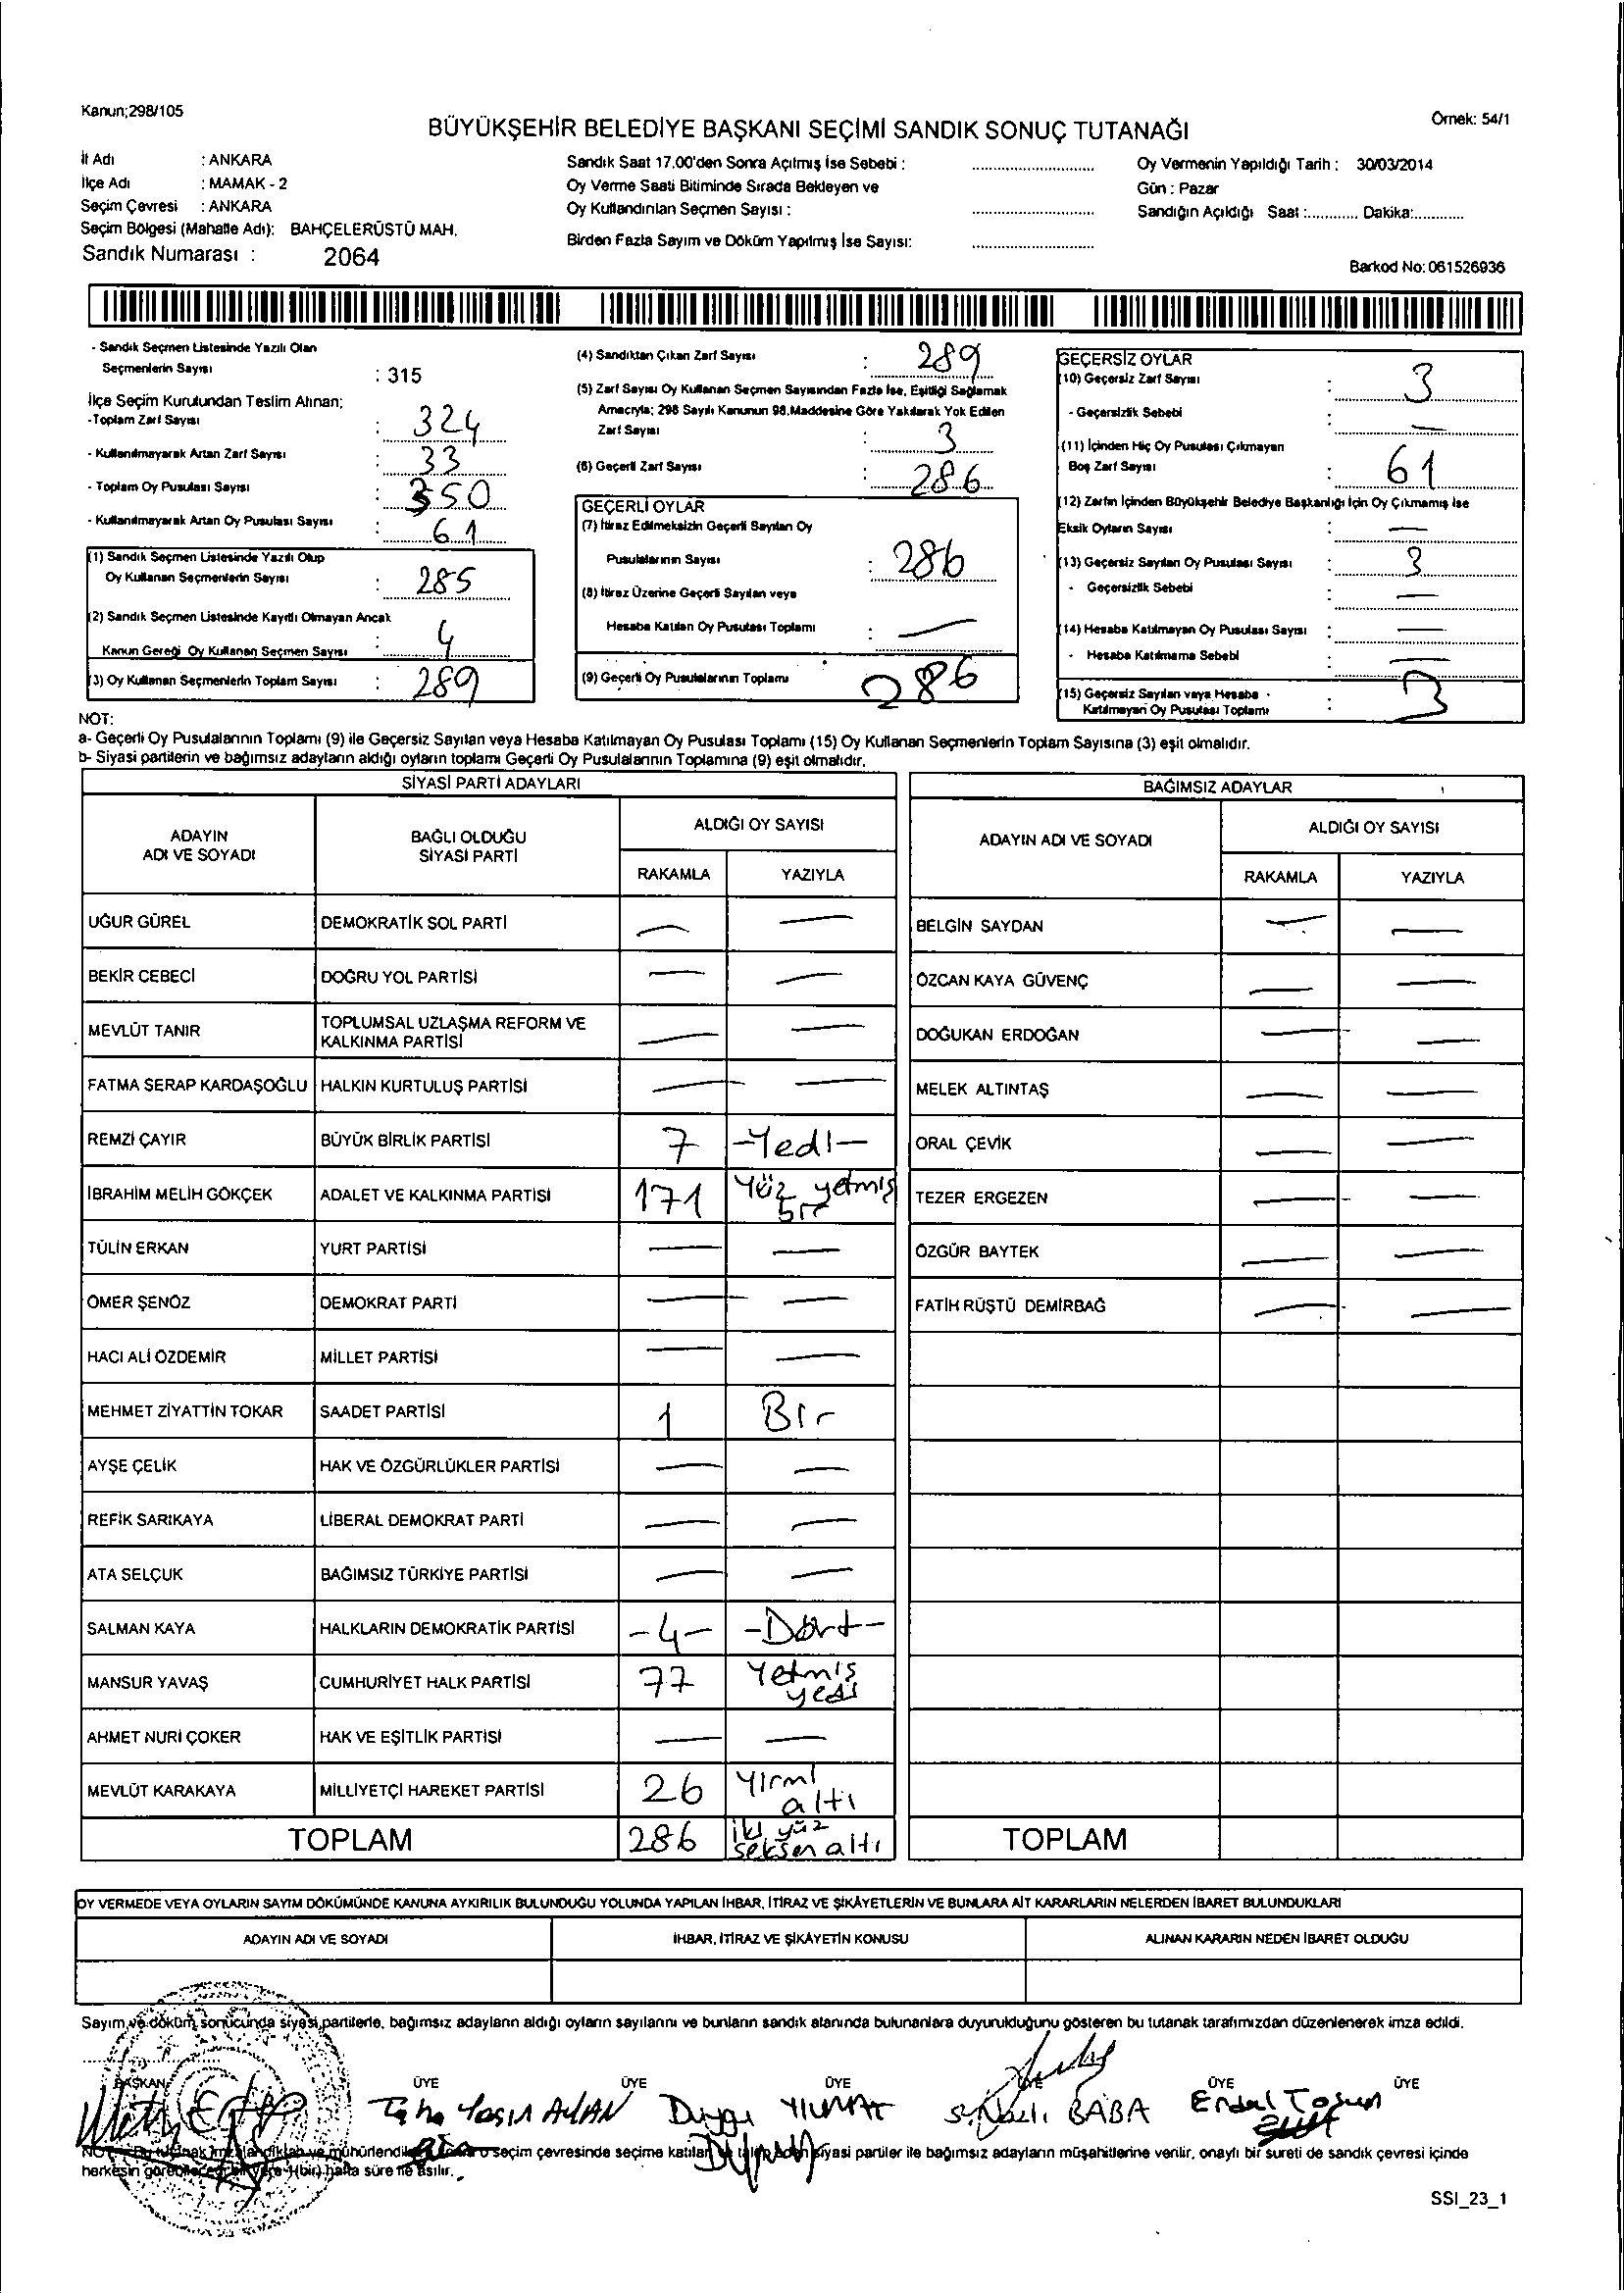 Kanun;298/105
Örnek: 54/1
BÜYÜKŞEHİR BELEDİYE BAŞKANI SEÇİMİ SANDIK SONUÇ TUTANAĞI
İl Adı : ANKARA
İlçe Adı : MAMAK - 2
Seçim Çevresi : ANKARA
Seçim Bölgesi (Mahalle Adı): BAHÇELERÜSTÜ MAH.
Sandık Numarası : 2064
Sandık Saat 17.00'den Sonra Açılmış İse Sebebi :
Oy Verme Saati Bitiminde Sırada Bekleyen ve
Oy Kullandırılan Seçmen Sayısı :
Birden Fazla Sayım ve Döküm Yapılmış İse Sayısı:
Oy Vermenin Yapıldığı Tarih : 30/03/2014
Gün : Pazar
Sandığın Açıldığı Saat :............ Dakika:............
Barkod No: 061526936
- Sandık Seçmen Listesinde Yazılı Olan
Seçmenlerin Sayısı : 315
İlçe Seçim Kurulundan Teslim Alınan;
-Toplam Zarf Sayısı : 324
- Kullanılmayarak Artan Zarf Sayısı : 33
- Toplam Oy Pusulası Sayısı : 350
- Kullanılmayarak Artan Oy Pusulası Sayısı : 61
(1) Sandık Seçmen Listesinde Yazılı Olup
Oy Kullanan Seçmenlerin Sayısı : 285
(2) Sandık Seçmen Listesinde Kayıtlı Olmayan Ancak
Kanun Gereği Oy Kullanan Seçmen Sayısı : 4
(3) Oy Kullanan Seçmenlerin Toplam Sayısı : 289
(4) Sandıktan Çıkan Zarf Sayısı : 289
(5) Zarf Sayısı Oy Kullanan Seçmen Sayısından Fazla İse, Eşitliği Sağlamak
Amacıyla; 298 Sayılı Kanunun 98.Maddesine Göre Yakılarak Yok Edilen
Zarf Sayısı : 3
(6) Geçerli Zarf Sayısı : 286
GEÇERLİ OYLAR
(7) İtiraz Edilmeksizin Geçerli Sayılan Oy
Pusulalarının Sayısı : 286
(8) İtiraz Üzerine Geçerli Sayılan veya
Hesaba Katılan Oy Pusulası Toplamı : —
(9) Geçerli Oy Pusulalarının Toplamı : 286
GEÇERSİZ OYLAR
(10) Geçersiz Zarf Sayısı : 3
- Geçersizlik Sebebi : —
(11) İçinden Hiç Oy Pusulası Çıkmayan
Boş Zarf Sayısı : 61
(12) Zarfın İçinden Büyükşehir Belediye Başkanlığı İçin Oy Çıkmamış İse
Eksik Oyların Sayısı : —
(13) Geçersiz Sayılan Oy Pusulası Sayısı : 3
- Geçersizlik Sebebi : —
(14) Hesaba Katılmayan Oy Pusulası Sayısı : —
- Hesaba Katılmama Sebebi : —
(15) Geçersiz Sayılan veya Hesaba
Katılmayan Oy Pusulası Toplamı : 3
NOT:
a- Geçerli Oy Pusulalarının Toplamı (9) ile Geçersiz Sayılan veya Hesaba Katılmayan Oy Pusulası Toplamı (15) Oy Kullanan Seçmenlerin Toplam Sayısına (3) eşit olmalıdır.
b- Siyasi partilerin ve bağımsız adayların aldığı oyların toplamı Geçerli Oy Pusulalarının Toplamına (9) eşit olmalıdır.
SİYASİ PARTİ ADAYLARI
ADAYIN ADI VE SOYADI
BAĞLI OLDUĞU SİYASİ PARTİ
ALDIĞI OY SAYISI
RAKAMLA YAZIYLA
UĞUR GÜREL DEMOKRATİK SOL PARTİ — —
BEKİR CEBECİ DOĞRU YOL PARTİSİ — —
MEVLÜT TANIR TOPLUMSAL UZLAŞMA REFORM VE KALKINMA PARTİSİ — —
FATMA SERAP KARDAŞOĞLU HALKIN KURTULUŞ PARTİSİ — —
REMZİ ÇAYIR BÜYÜK BİRLİK PARTİSİ 7 -Yedi-
İBRAHİM MELİH GÖKÇEK ADALET VE KALKINMA PARTİSİ 171 Yüz yetmiş bir
TÜLİN ERKAN YURT PARTİSİ — —
ÖMER ŞENÖZ DEMOKRAT PARTİ — —
HACI ALİ ÖZDEMİR MİLLET PARTİSİ — —
MEHMET ZİYATTİN TOKAR SAADET PARTİSİ 1 Bir
AYŞE ÇELİK HAK VE ÖZGÜRLÜKLER PARTİSİ — —
REFİK SARIKAYA LİBERAL DEMOKRAT PARTİ — —
ATA SELÇUK BAĞIMSIZ TÜRKİYE PARTİSİ — —
SALMAN KAYA HALKLARIN DEMOKRATİK PARTİSİ -4- -Dört-
MANSUR YAVAŞ CUMHURİYET HALK PARTİSİ 77 Yetmiş yedi
AHMET NURİ ÇOKER HAK VE EŞİTLİK PARTİSİ — —
MEVLÜT KARAKAYA MİLLİYETÇİ HAREKET PARTİSİ 26 Yirmi altı
TOPLAM 286 iki yüz seksen altı
BAĞIMSIZ ADAYLAR
ADAYIN ADI VE SOYADI
ALDIĞI OY SAYISI
RAKAMLA YAZIYLA
BELGİN SAYDAN — —
ÖZCAN KAYA GÜVENÇ — —
DOĞUKAN ERDOĞAN — —
MELEK ALTINTAŞ — —
ORAL ÇEVİK — —
TEZER ERGEZEN — —
ÖZGÜR BAYTEK — —
FATİH RÜŞTÜ DEMİRBAĞ — —
TOPLAM
OY VERMEDE VEYA OYLARIN SAYIM DÖKÜMÜNDE KANUNA AYKIRILIK BULUNDUĞU YOLUNDA YAPILAN İHBAR, İTİRAZ VE ŞİKÂYETLERİN VE BUNLARA AİT KARARLARIN NELERDEN İBARET BULUNDUKLARI
ADAYIN ADI VE SOYADI
İHBAR, İTİRAZ VE ŞİKÂYETİN KONUSU
ALINAN KARARIN NEDEN İBARET OLDUĞU
Sayım ve döküm sonucunda siyasi partilerle, bağımsız adayların aldığı oyların sayılarını ve bunların sandık alanında bulunanlara duyurulduğunu gösteren bu tutanak tarafımızdan düzenlenerek imza edildi.
BAŞKAN ÜYE ÜYE ÜYE ÜYE ÜYE ÜYE
Taha Yasin AYLAN Duygu YILMAZ BABA Erdal Tosun
NOT: Bu tutanak imzalandıktan ve mühürlendikten sonra seçim çevresinde seçime katılan ve talep eden siyasi partiler ile bağımsız adayların müşahitlerine verilir, onaylı bir sureti de sandık çevresi içinde
herkesin görebileceği bir yere 1 (bir) hafta süre ile asılır.
SSI_23_1